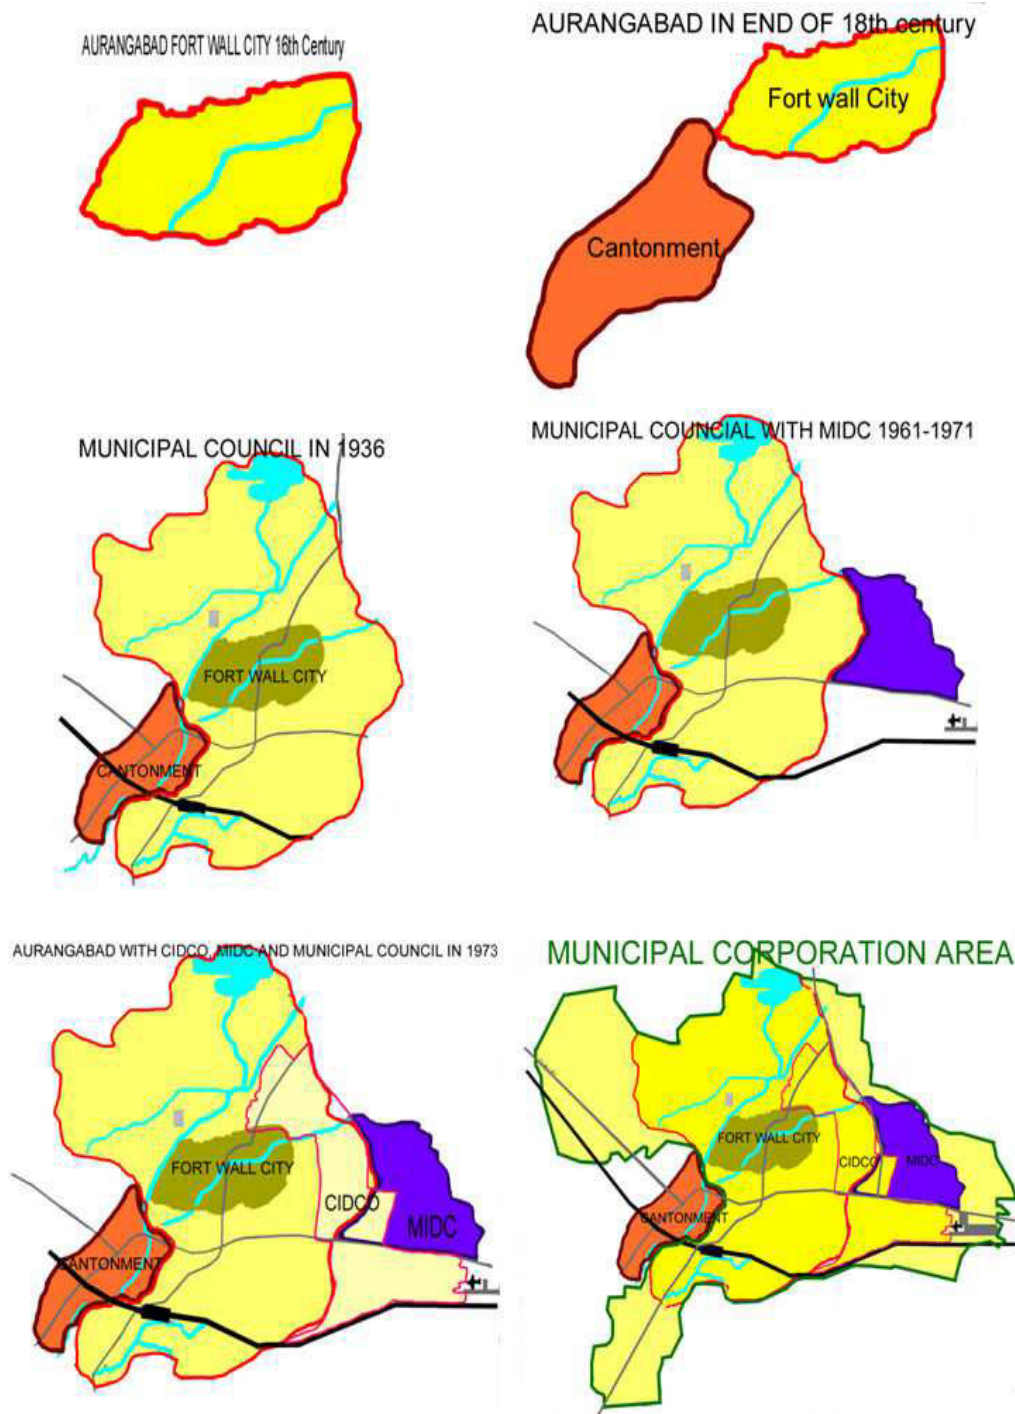 AURANGABAD FORT WALL CITY 16th Century
AURANGABAD IN END OF 18th century
Fort wall City
Cantonment
MUNICIPAL COUNCIL IN 1936
FORT WALL CITY
CANTONMENT
MUNICIPAL COUNCIAL WITH MIDC 1961-1971
AURANGABAD WITH CIDCO, MIDC AND MUNICIPAL COUNCIL IN 1973
FORT WALL CITY
CIDCO
MIDC
CANTONMENT
MUNICIPAL CORPORATION AREA
FORT WALL CITY
CIDCO
MIDC
CANTONMENT